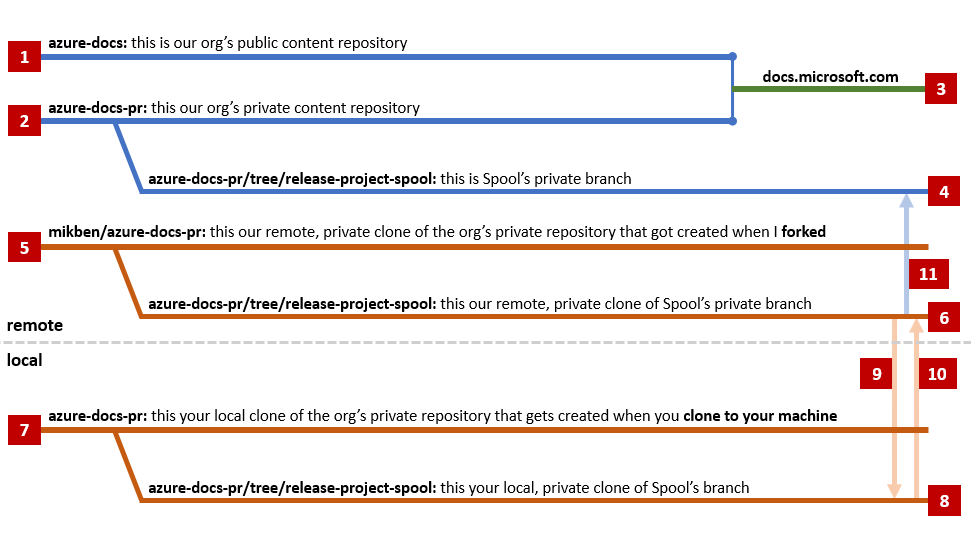 azure-docs: this is our org's public content repository
1
docs.microsoft.com
3
azure-docs-pr: this our org's private content repository
2
azure-docs-pr/tree/release-project-spool: this is Spool's private branch
4
mikben/azure-docs-pr: this our remote, private clone of the org's private repository that got created when I forked
5
11
azure-docs-pr/tree/release-project-spool: this our remote, private clone of Spool's private branch
6
remote
local
9
10
azure-docs-pr: this your local clone of the org's private repository that gets created when you clone to your machine
7
azure-docs-pr/tree/release-project-spool: this your local, private clone of Spool's branch
8